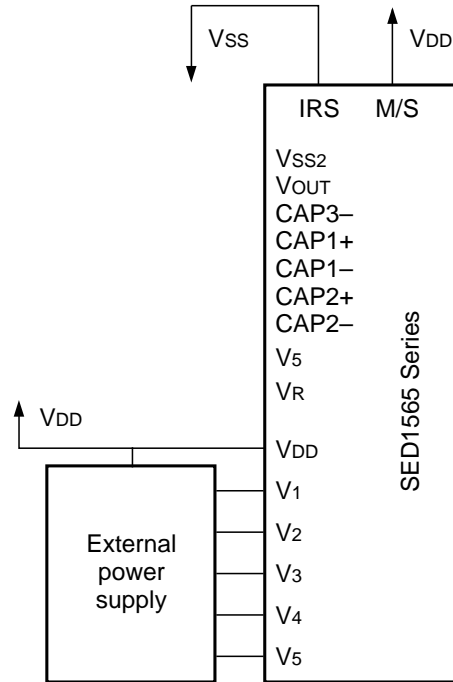 VSS
VDD
IRS M/S
VSS2
VOUT
CAP3–
CAP1+
CAP1–
CAP2+
CAP2–
V5
VR
SED1565 Series
VDD
VDD
V1
V2
V3
V4
V5
External
power
supply